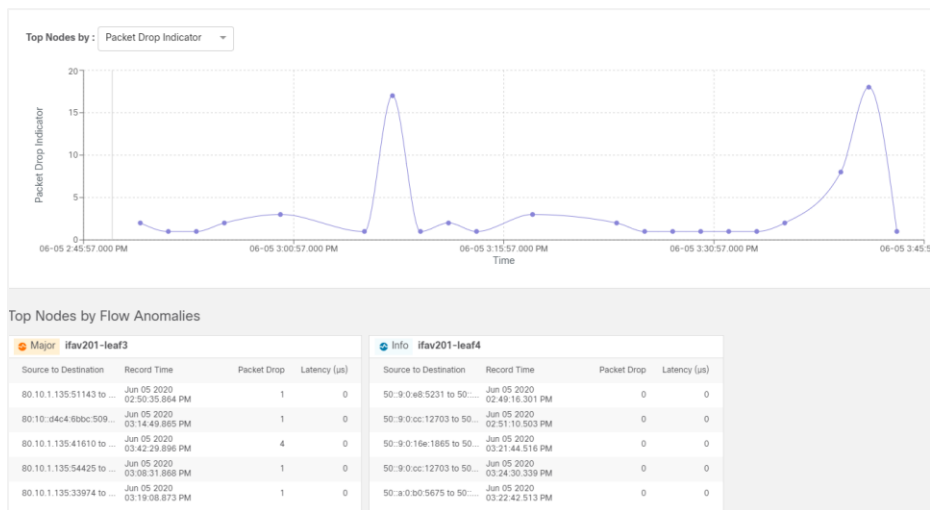 Top Nodes by : Packet Drop Indicator
20
15
10
5
0
Packet Drop Indicator
06-05 2:45:57.000 PM 06-05 3:00:57.000 PM 06-05 3:15:57.000 PM 06-05 3:30:57.000 PM 06-05 3:45:5
Time
Top Nodes by Flow Anomalies
Major ifav201-leaf3
Source to Destination Record Time Packet Drop Latency (µs)
80.10.1.135:51143 to ... Jun 05 2020 02:50:35.864 PM 1 0
80:10::d4c4:6bbc:509... Jun 05 2020 03:14:49.865 PM 1 0
80.10.1.135:41610 to ... Jun 05 2020 03:42:29.896 PM 4 0
80.10.1.135:54425 to ... Jun 05 2020 03:08:31.868 PM 1 0
80.10.1.135:33974 to ... Jun 05 2020 03:19:08.873 PM 1 0
Info ifav201-leaf4
Source to Destination Record Time Packet Drop Latency (µs)
50::9:0:e8:5231 to 50::... Jun 05 2020 02:49:16.301 PM 0 0
50::9:0:cc:12703 to 50... Jun 05 2020 02:51:10.503 PM 0 0
50::9:0:16e:1865 to 50... Jun 05 2020 03:21:44.516 PM 0 0
50::9:0:cc:12703 to 50... Jun 05 2020 03:24:30.339 PM 0 0
50::a:0:b0:5675 to 50::... Jun 05 2020 03:22:42.513 PM 0 0